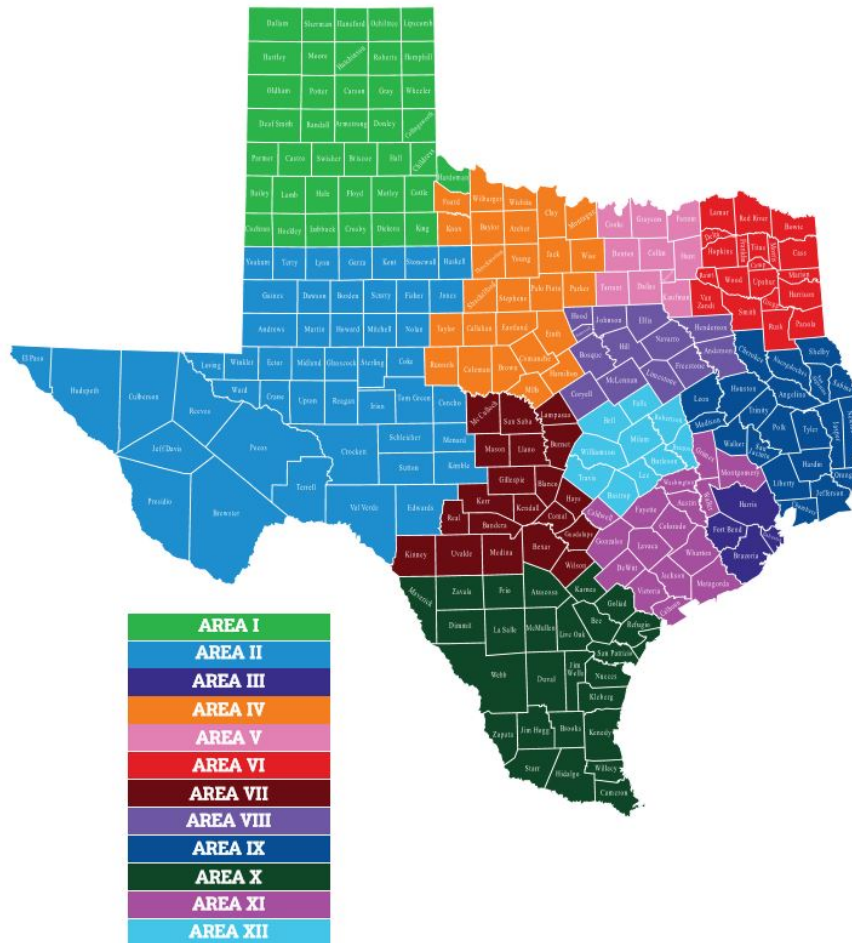 Dallam Sherman Hansford Ochiltree Lipscomb
Hartley Moore Hutchinson Roberts Hemphill
Oldham Potter Carson Gray Wheeler
Deaf Smith Randall Armstrong Donley Collingsworth
Parmer Castro Swisher Briscoe Hall Childress
Hardeman
Bailey Lamb Hale Floyd Motley Cottle Foard Wilbarger Wichita Clay Montague Cooke Grayson Fannin Lamar Red River Bowie
Cochran Hockley Lubbock Crosby Dickens King Knox Baylor Archer Jack Wise Denton Collin Hunt Delta Hopkins Franklin Titus Morris Cass
Yoakum Terry Lynn Garza Kent Stonewall Haskell Throckmorton Young Camp Marion
Gaines Dawson Borden Scurry Fisher Jones Shackelford Stephens Palo Pinto Parker Tarrant Dallas Kaufman Van Zandt Wood Upshur Gregg Harrison
Andrews Martin Howard Mitchell Nolan Taylor Callahan Eastland Erath Hood Johnson Ellis Henderson Smith Rusk Panola
El Paso Hudspeth Culberson Loving Winkler Ector Midland Glasscock Sterling Coke Runnels Coleman Brown Comanche Hamilton Bosque Hill Navarro Freestone Anderson Cherokee Nacogdoches Shelby
Reeves Ward Crane Upton Reagan Irion Tom Green Concho Mills Coryell McLennan Limestone Leon Houston Angelina
Jeff Davis Pecos Crockett Schleicher Menard McCulloch San Saba Lampasas Bell Falls Robertson Madison Trinity Polk Tyler Jasper
Presidio Brewster Terrell Sutton Kimble Mason Llano Burnet Williamson Milam Burleson Grimes Walker San Jacinto Hardin Orange
Val Verde Edwards Gillespie Blanco Travis Lee Washington Montgomery Liberty Jefferson
Real Kerr Kendall Hays Bastrop Austin Waller Harris Chambers
Bandera Comal Caldwell Fayette Colorado Fort Bend
Kinney Uvalde Medina Bexar Guadalupe Gonzales Lavaca Wharton Brazoria
Wilson DeWitt Jackson Matagorda
Maverick Zavala Frio Atascosa Karnes Victoria Calhoun
Dimmit La Salle McMullen Live Oak Bee Goliad Refugio
Webb Duval Jim Wells San Patricio Nueces
Kleberg
Zapata Jim Hogg Brooks Kenedy
Starr Hidalgo Willacy
Cameron
AREA I
AREA II
AREA III
AREA IV
AREA V
AREA VI
AREA VII
AREA VIII
AREA IX
AREA X
AREA XI
AREA XII